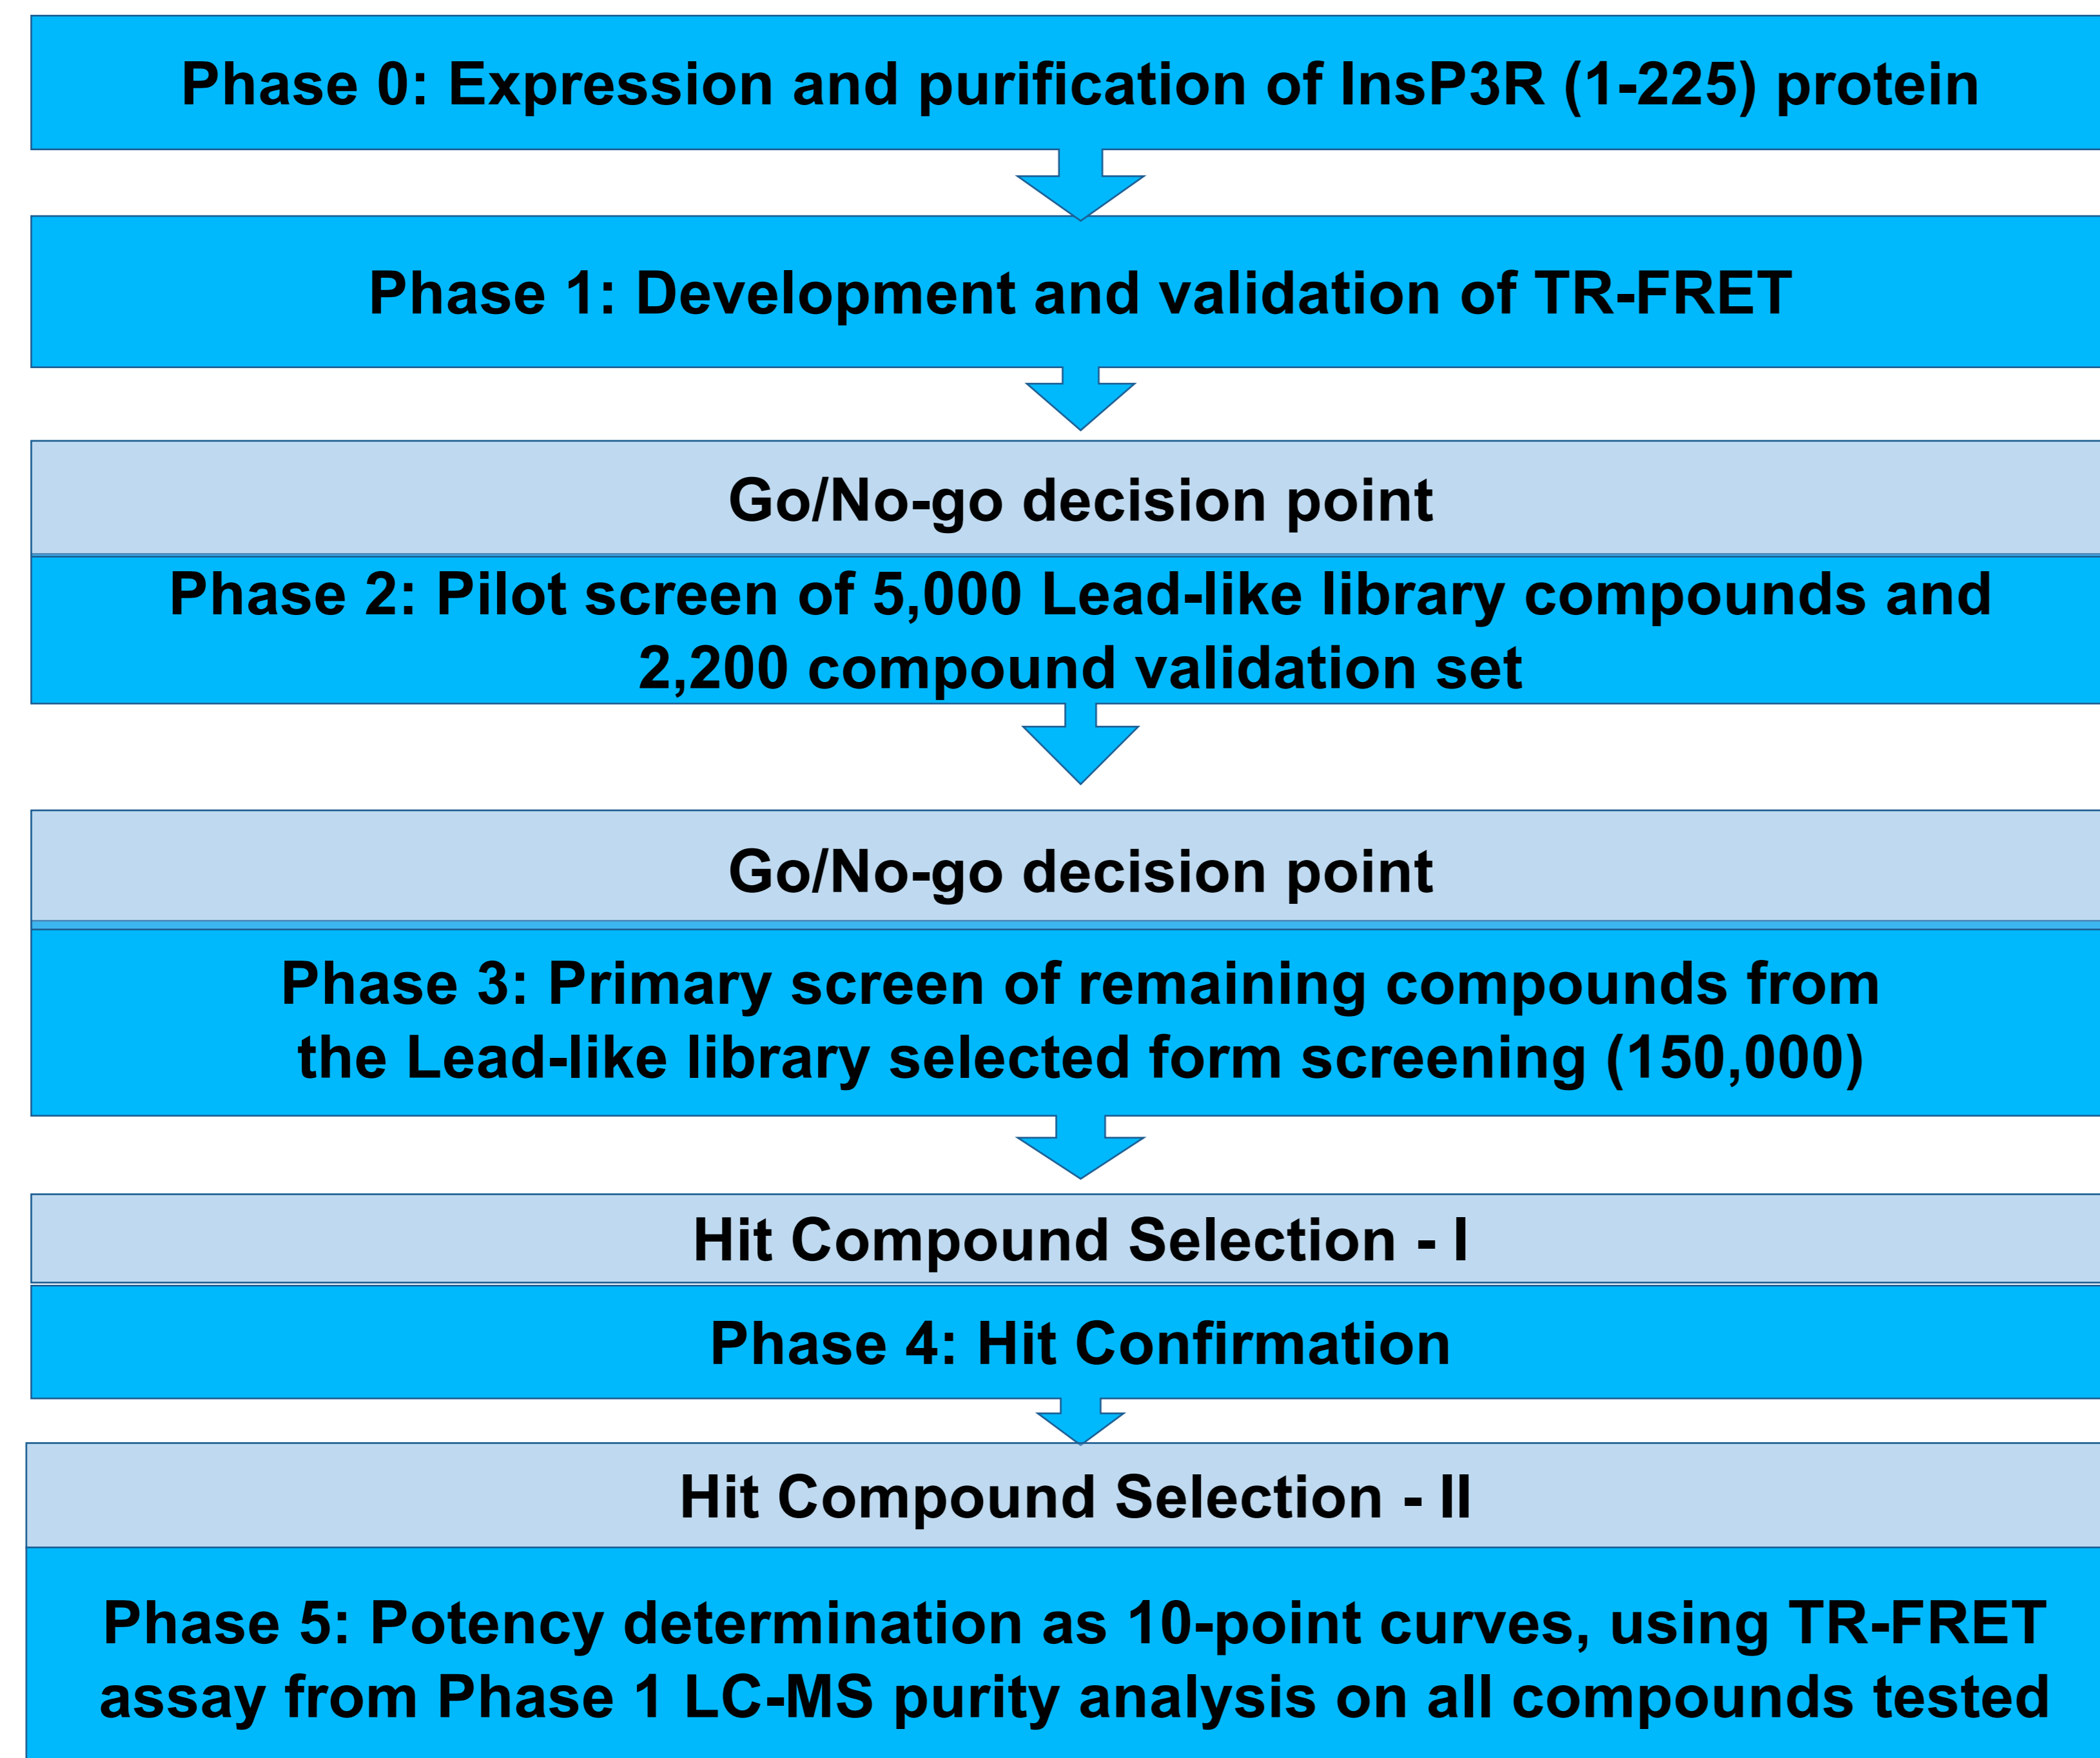 Phase 0: Expression and purification of InsP3R (1-225) protein
Phase 1: Development and validation of TR-FRET
Go/No-go decision point
Phase 2: Pilot screen of 5,000 Lead-like library compounds and
2,200 compound validation set
Go/No-go decision point
Phase 3: Primary screen of remaining compounds from
the Lead-like library selected form screening (150,000)
Hit Compound Selection - I
Phase 4: Hit Confirmation
Hit Compound Selection - II
Phase 5: Potency determination as 10-point curves, using TR-FRET
assay from Phase 1 LC-MS purity analysis on all compounds tested